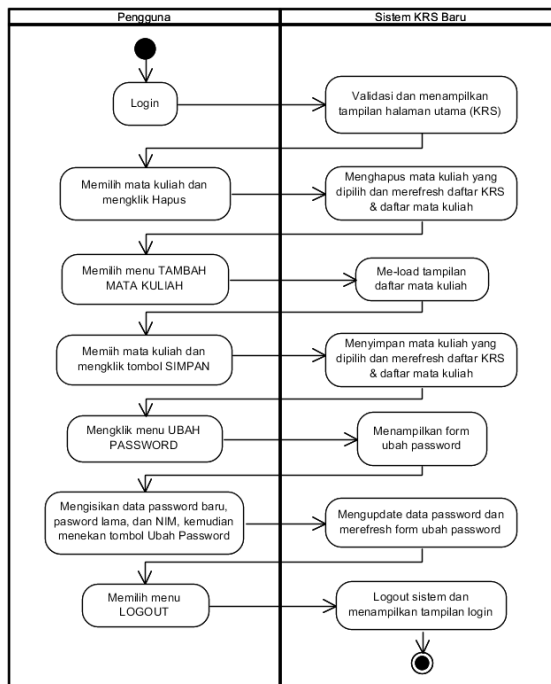 Pengguna
Sistem KRS Baru
Login
Validasi dan menampilkan
tampilan halaman utama (KRS)
Memilih mata kuliah dan
mengklik Hapus
Menghapus mata kuliah yang
dipilih dan merefresh daftar KRS
& daftar mata kuliah
Memilih menu TAMBAH
MATA KULIAH
Me-load tampilan
daftar mata kuliah
Memiih mata kuliah dan
mengklik tombol SIMPAN
Menyimpan mata kuliah yang
dipilih dan merefresh daftar KRS
& daftar mata kuliah
Mengklik menu UBAH
PASSWORD
Menampilkan form
ubah password
Mengisikan data password baru,
pasword lama, dan NIM, kemudian
menekan tombol Ubah Password
Mengupdate data password dan
merefresh form ubah password
Memilih menu
LOGOUT
Logout sistem dan
menampilkan tampilan login